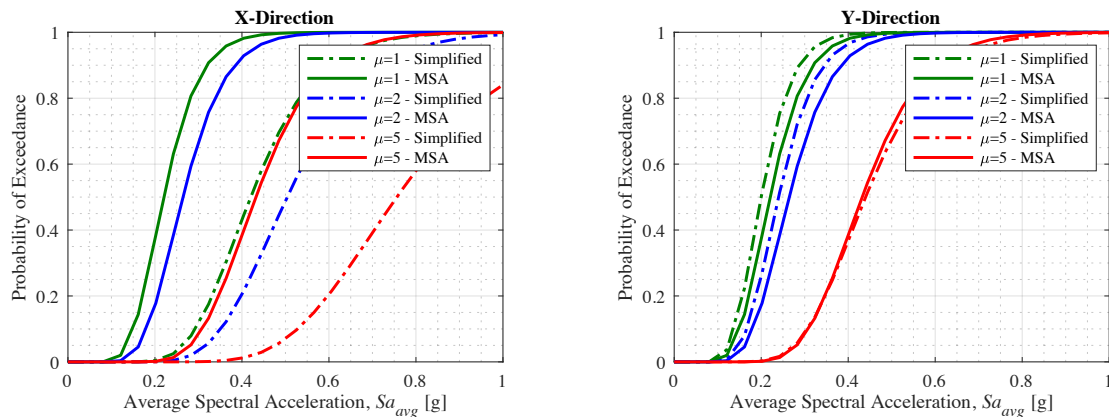 X-Direction
Probability of Exceedance
1
0.8
0.6
0.4
0.2
0
0
0.2
0.4
0.6
0.8
1
Average Spectral Acceleration, Sa_avg [g]
μ=1 - Simplified
μ=1 - MSA
μ=2 - Simplified
μ=2 - MSA
μ=5 - Simplified
μ=5 - MSA
Y-Direction
Probability of Exceedance
1
0.8
0.6
0.4
0.2
0
0
0.2
0.4
0.6
0.8
1
Average Spectral Acceleration, Sa_avg [g]
μ=1 - Simplified
μ=1 - MSA
μ=2 - Simplified
μ=2 - MSA
μ=5 - Simplified
μ=5 - MSA